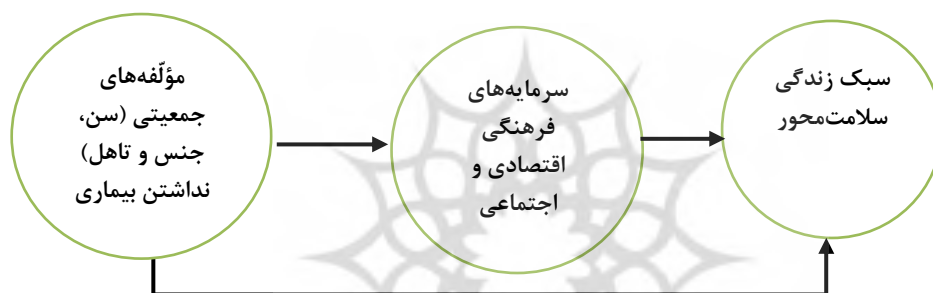 مؤلّفه‌های
جمعیتی (سن،
جنس و تاهل)
نداشتن بیماری
سرمایه‌های
فرهنگی
اقتصادی و
اجتماعی
سبک زندگی
سلامت‌محور